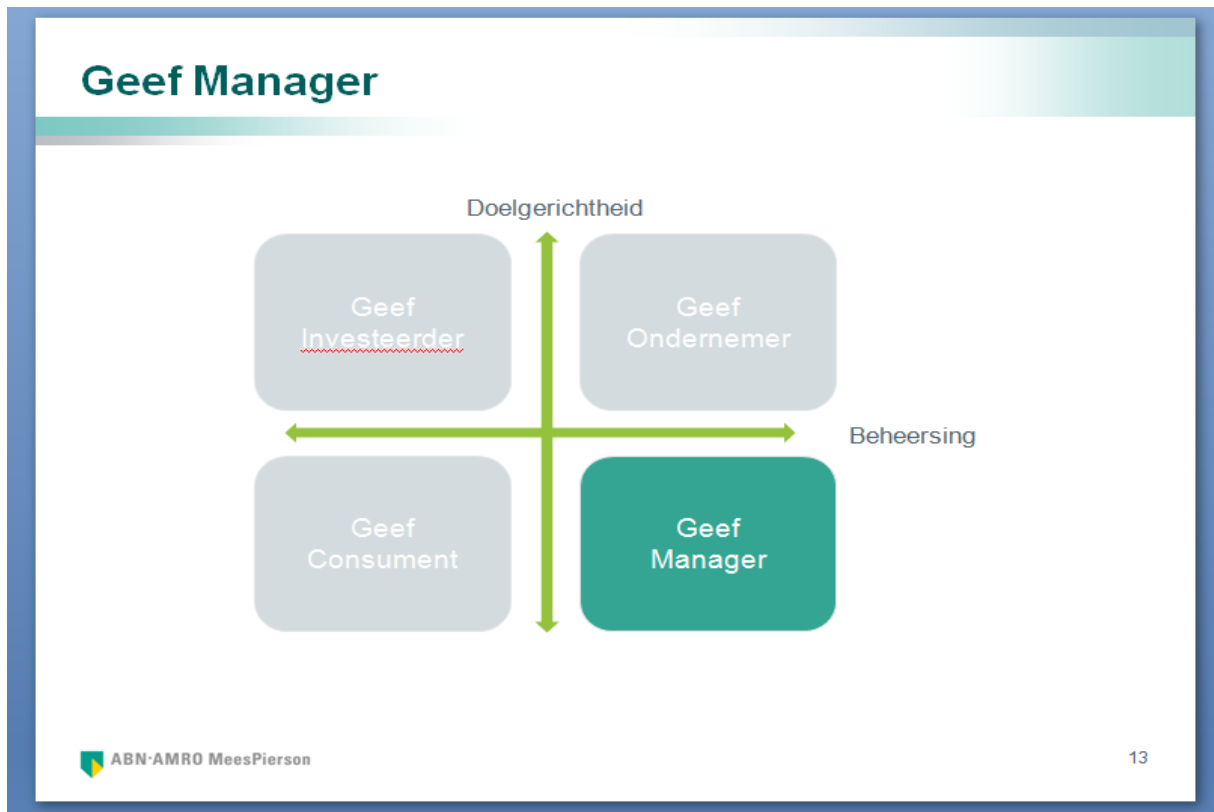 Geef Manager
Doelgerichtheid
Geef
Investeerder
Geef
Ondernemer
Beheersing
Geef
Consument
Geef
Manager
ABN·AMRO MeesPierson
13